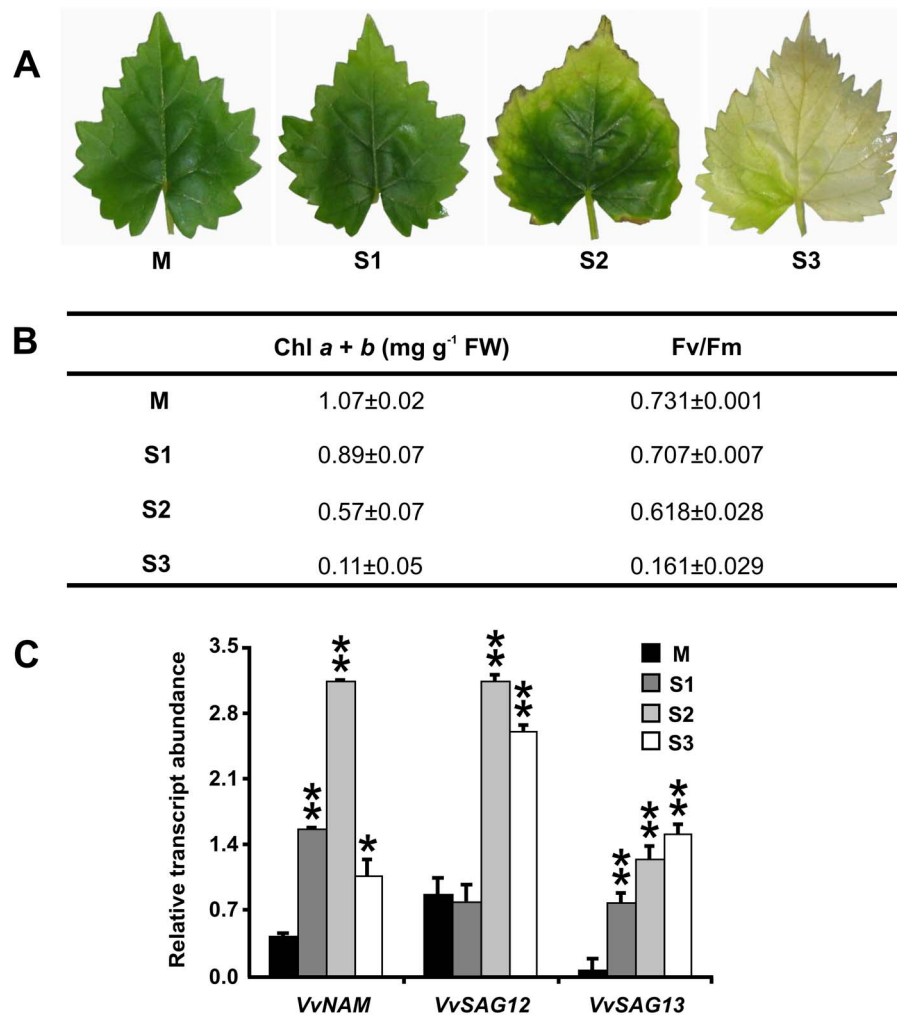 A
M S1 S2 S3
B
Chl a + b (mg g⁻¹ FW) Fv/Fm
M 1.07±0.02 0.731±0.001
S1 0.89±0.07 0.707±0.007
S2 0.57±0.07 0.618±0.028
S3 0.11±0.05 0.161±0.029
C
Relative transcript abundance
3.5
2.8
2.1
1.4
0.7
0.0
** ** * ** ** ** ** **
M
S1
S2
S3
VvNAM VvSAG12 VvSAG13